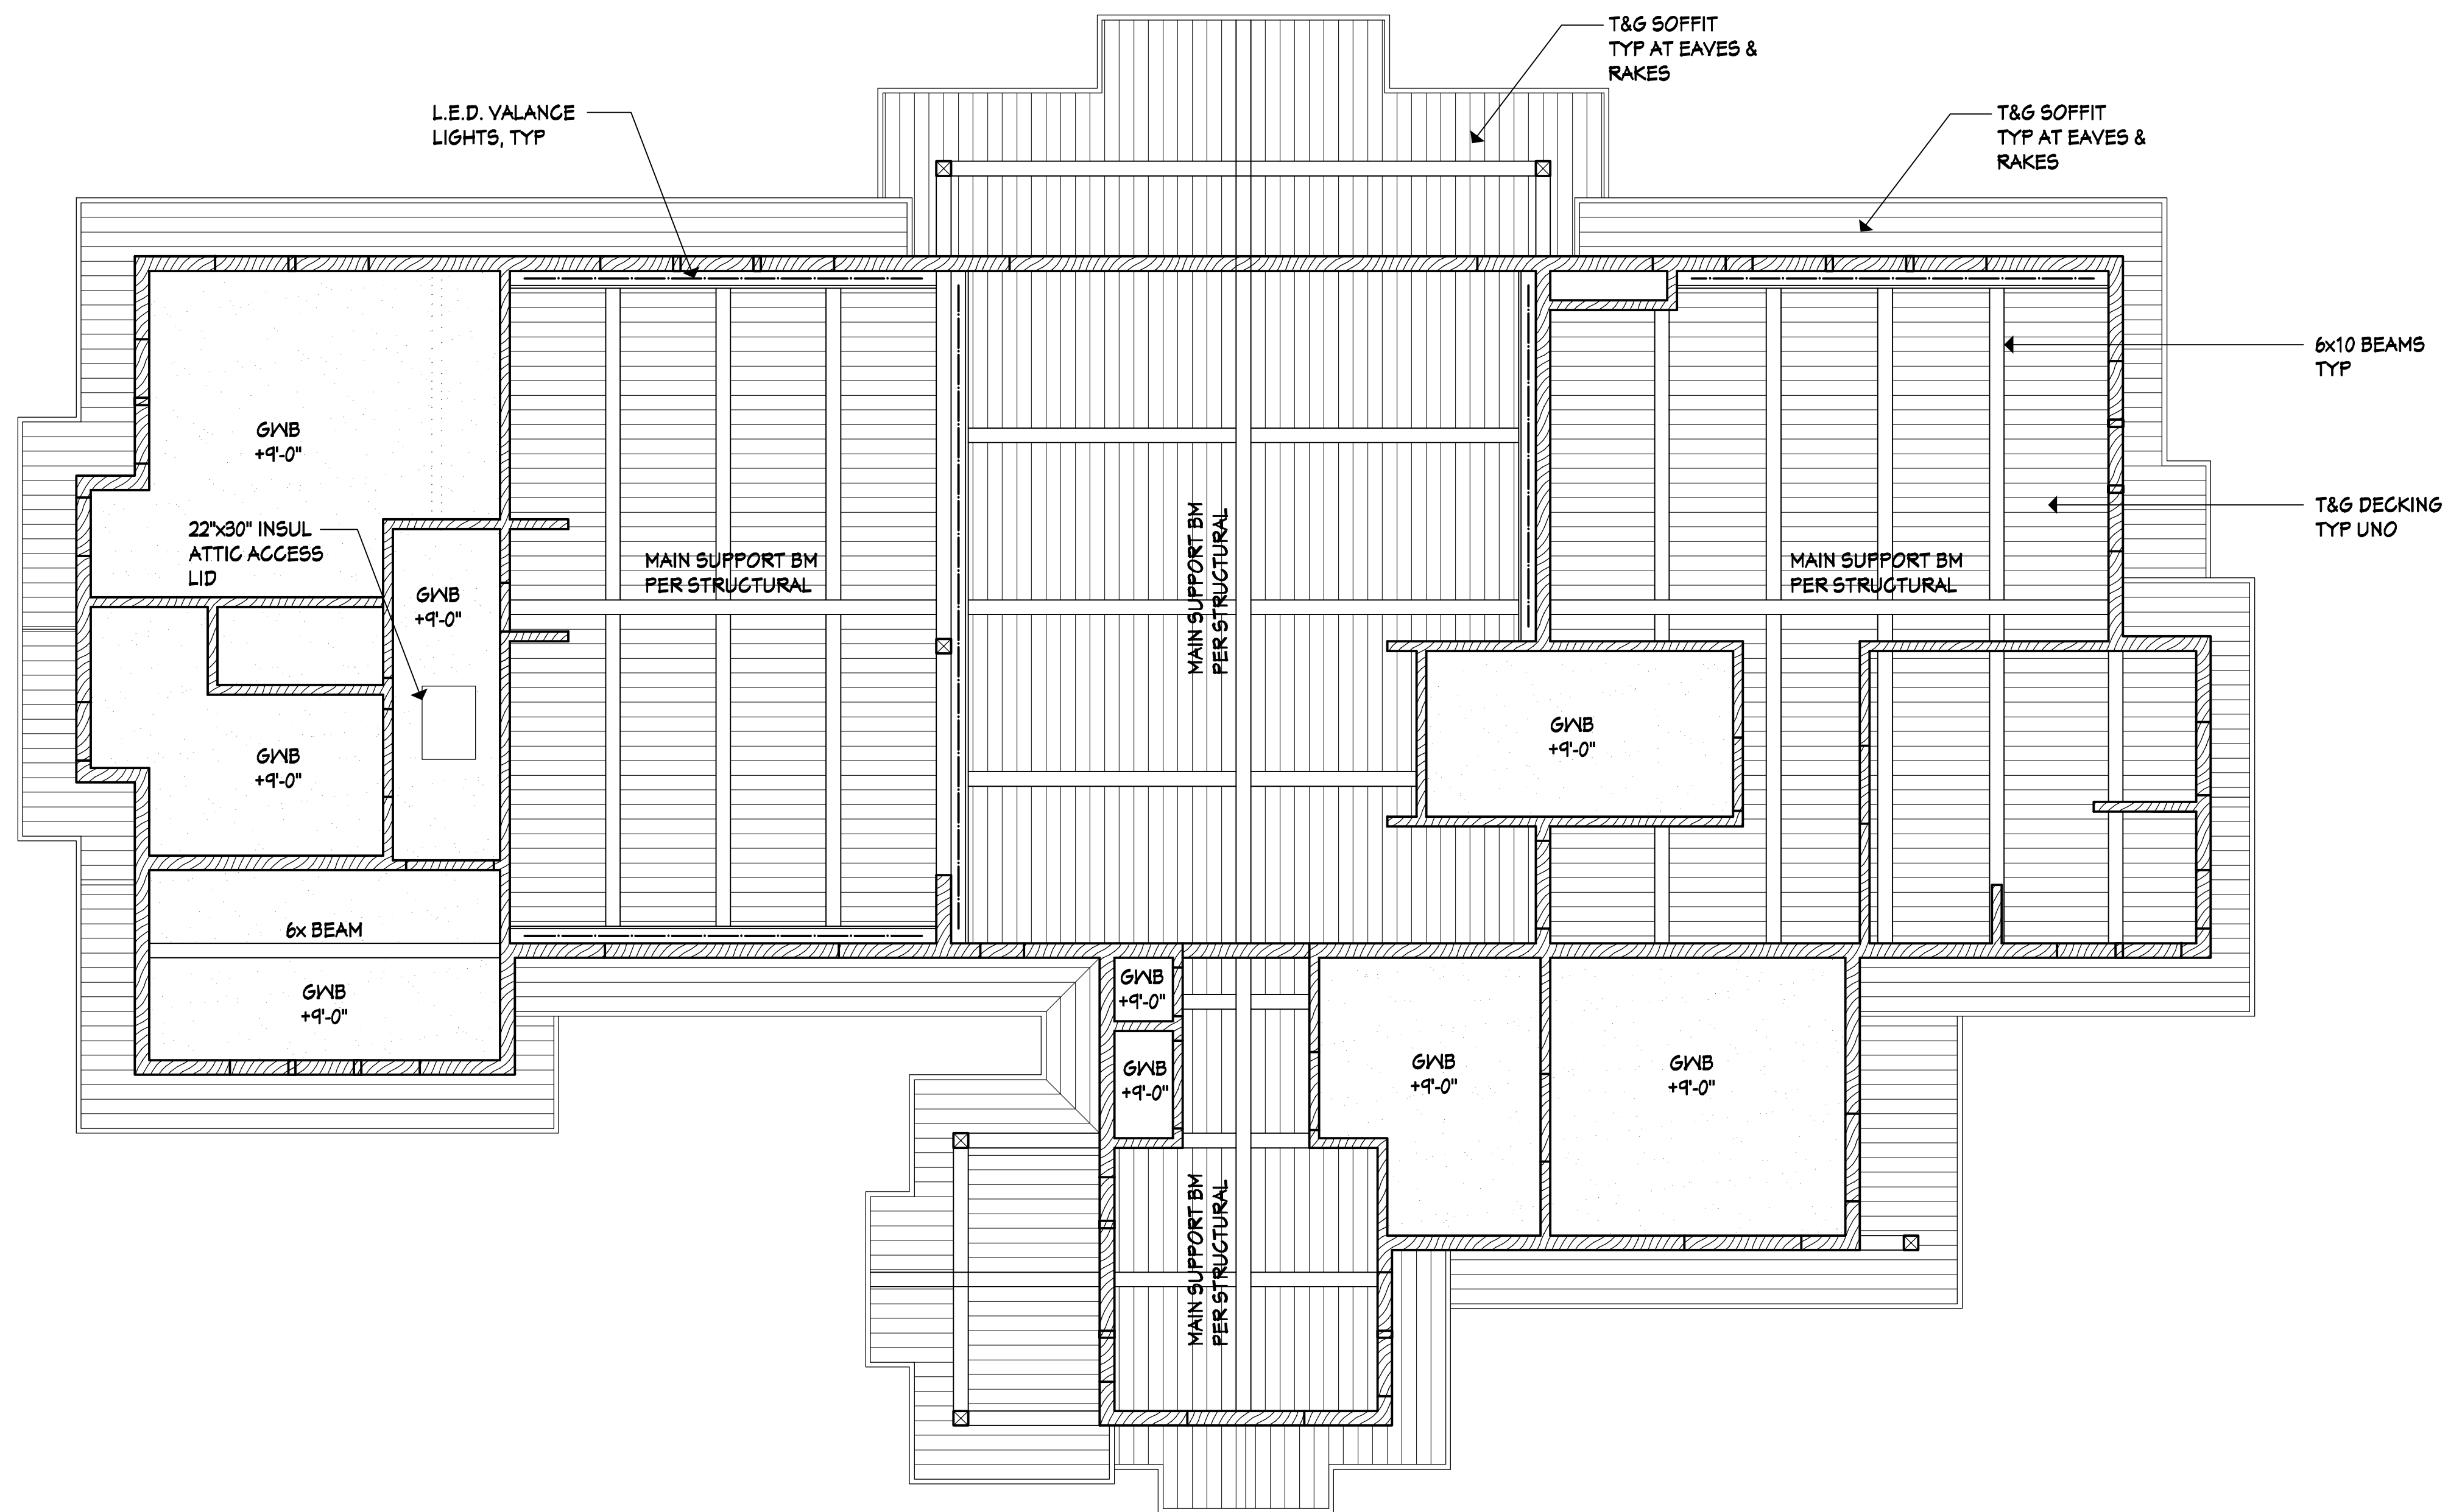 T&G SOFFIT
TYP AT EAVES &
RAKES
L.E.D. VALANCE
LIGHTS, TYP
T&G SOFFIT
TYP AT EAVES &
RAKES
6x10 BEAMS
TYP
GWB
+9'-0"
T&G DECKING
TYP UNO
22"x30" INSUL
ATTIC ACCESS
LID
MAIN SUPPORT BM
PER STRUCTURAL
MAIN SUPPORT BM
PER STRUCTURAL
MAIN SUPPORT BM
PER STRUCTURAL
GWB
+9'-0"
GWB
+9'-0"
GWB
+9'-0"
6x BEAM
GWB
+9'-0"
GWB
+9'-0"
GWB
+9'-0"
GWB
+9'-0"
GWB
+9'-0"
MAIN SUPPORT BM
PER STRUCTURAL